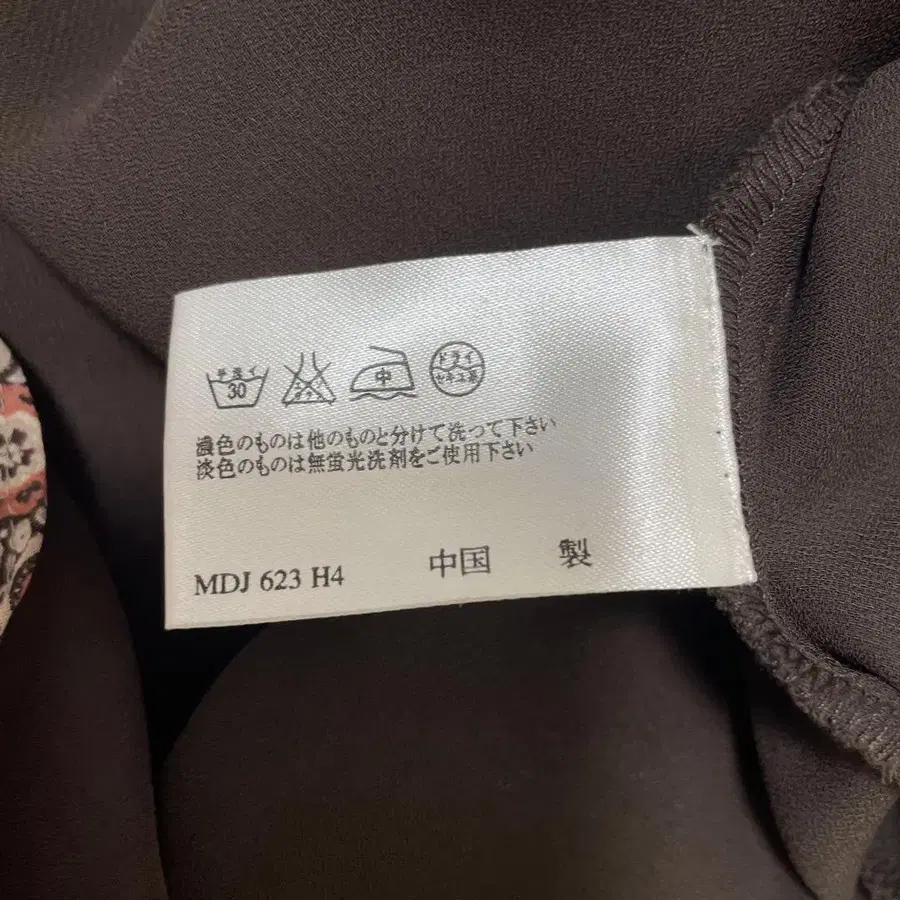 手洗イ 30 中 ドライ セキユ系
濃色のものは他のものと分けて洗って下さい
淡色のものは無蛍光洗剤をご使用下さい
MDJ 623 H4 中国 製